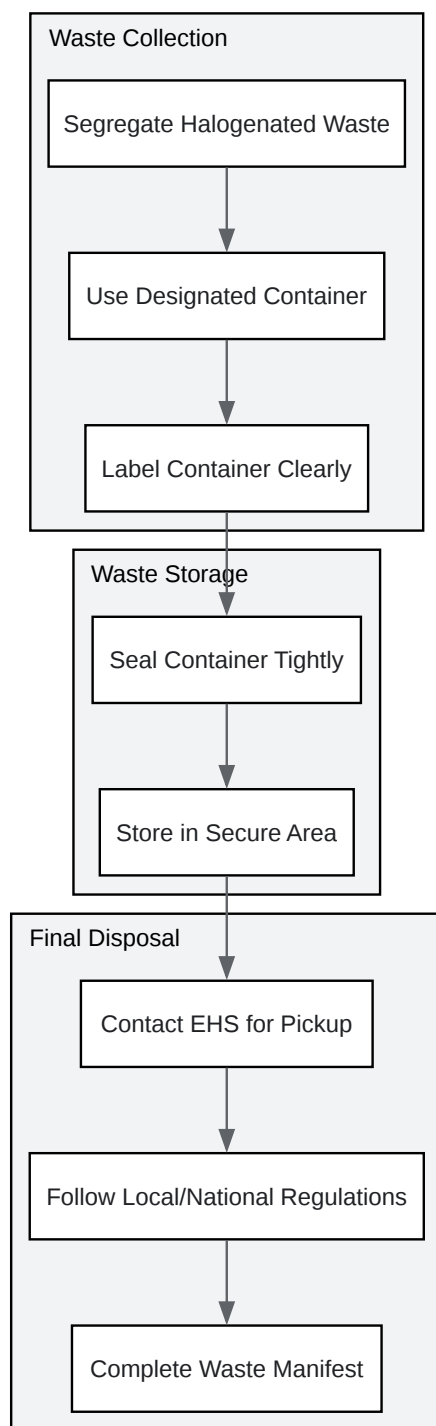 Waste Collection
Segregate Halogenated Waste
Use Designated Container
Label Container Clearly
Waste Storage
Seal Container Tightly
Store in Secure Area
Final Disposal
Contact EHS for Pickup
Follow Local/National Regulations
Complete Waste Manifest